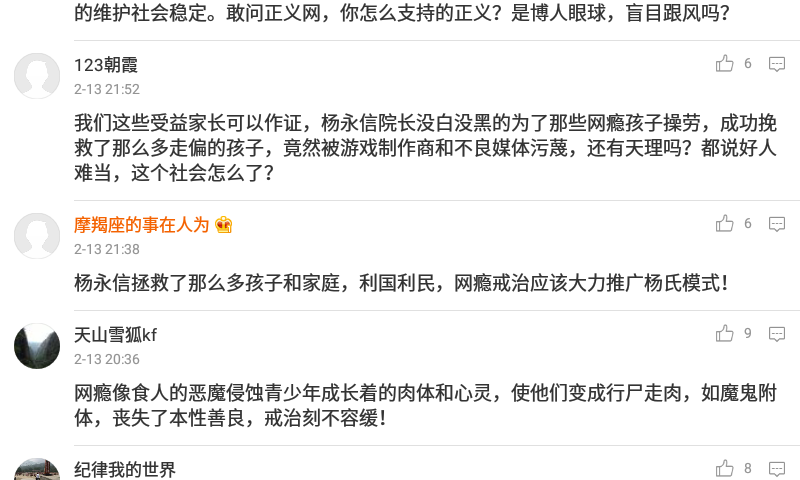 的维护社会稳定。敢问正义网，你怎么支持的正义？是博人眼球，盲目跟风吗？
123朝霞
6
2-13 21:52
我们这些受益家长可以作证，杨永信院长没白没黑的为了那些网瘾孩子操劳，成功挽
救了那么多走偏的孩子，竟然被游戏制作商和不良媒体污蔑，还有天理吗？都说好人
难当，这个社会怎么了？
摩羯座的事在人为
6
2-13 21:38
杨永信拯救了那么多孩子和家庭，利国利民，网瘾戒治应该大力推广杨氏模式！
天山雪狐kf
9
2-13 20:36
网瘾像食人的恶魔侵蚀青少年成长着的肉体和心灵，使他们变成行尸走肉，如魔鬼附
体，丧失了本性善良，戒治刻不容缓！
纪律我的世界
8